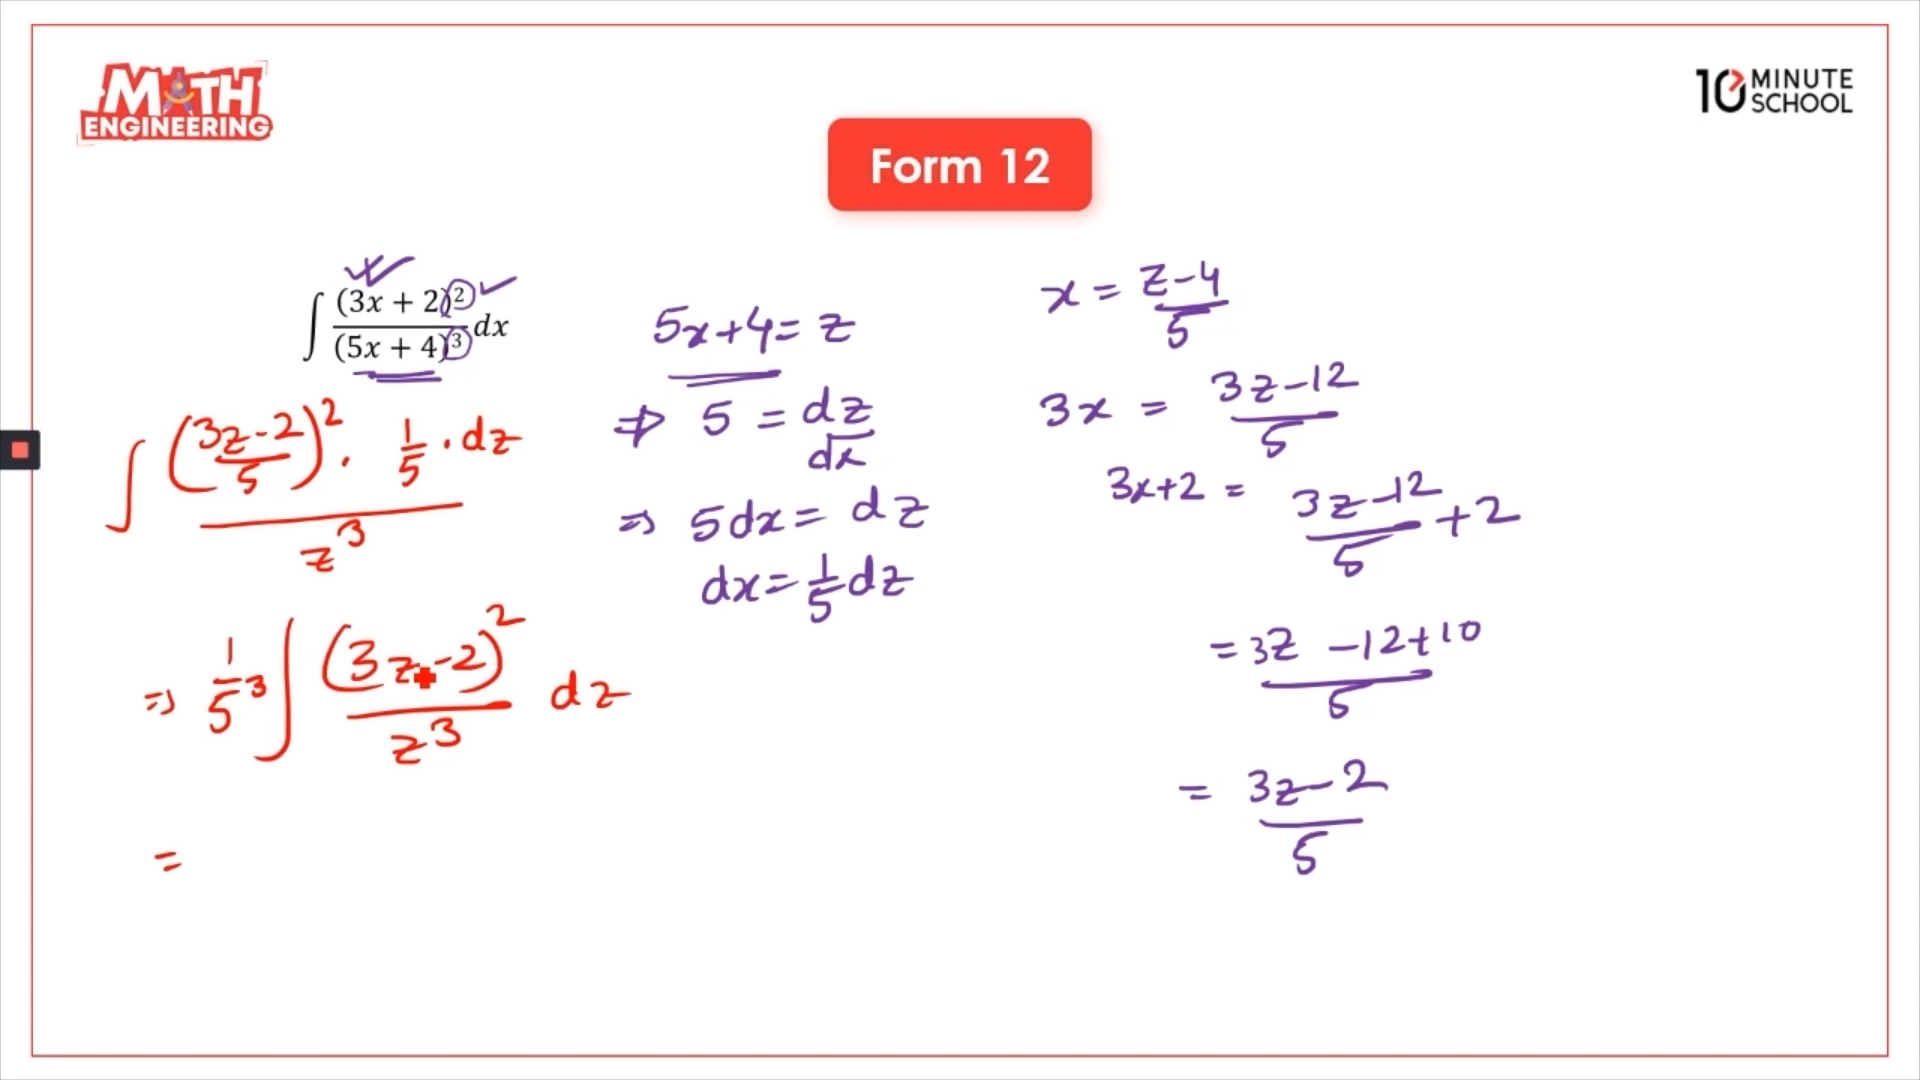 MATH
ENGINEERING
10 MINUTE
SCHOOL
Form 12
∫ (3x + 2)² / (5x + 4)³ dx
5x+4 = z
⇒ 5 = dz/dx
⇒ 5dx = dz
dx = 1/5 dz
x = (z-4)/5
3x = (3z-12)/5
3x+2 = (3z-12)/5 + 2
= (3z -12+10)/5
= (3z-2)/5
∫ ((3z-2)/5)² · 1/5 · dz / z³
⇒ 1/5³ ∫ (3z-2)²/z³ dz
=